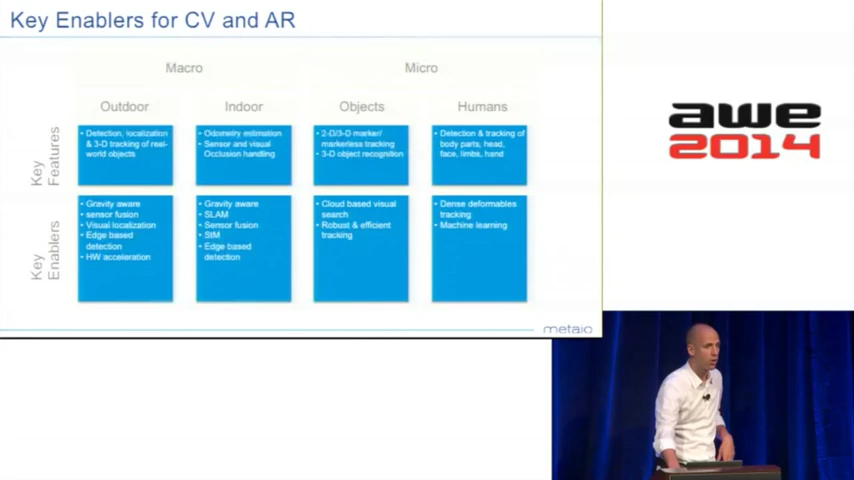 Key Enablers for CV and AR
Macro
Micro
Outdoor
Indoor
Objects
Humans
Key
Features
• Detection, localization
& 3-D tracking of real-
world objects
• Odometry estimation
• Sensor and visual
Occlusion handling
• 2-D/3-D marker/
markerless tracking
• 3-D object recognition
• Detection & tracking of
body parts, head,
face, limbs, hand
Key
Enablers
• Gravity aware
• sensor fusion
• Visual localization
• Edge based
detection
• HW acceleration
• Gravity aware
• SLAM
• Sensor fusion
• StM
• Edge based
detection
• Cloud based visual
search
• Robust & efficient
tracking
• Dense deformables
tracking
• Machine learning
metaio
awe
2014